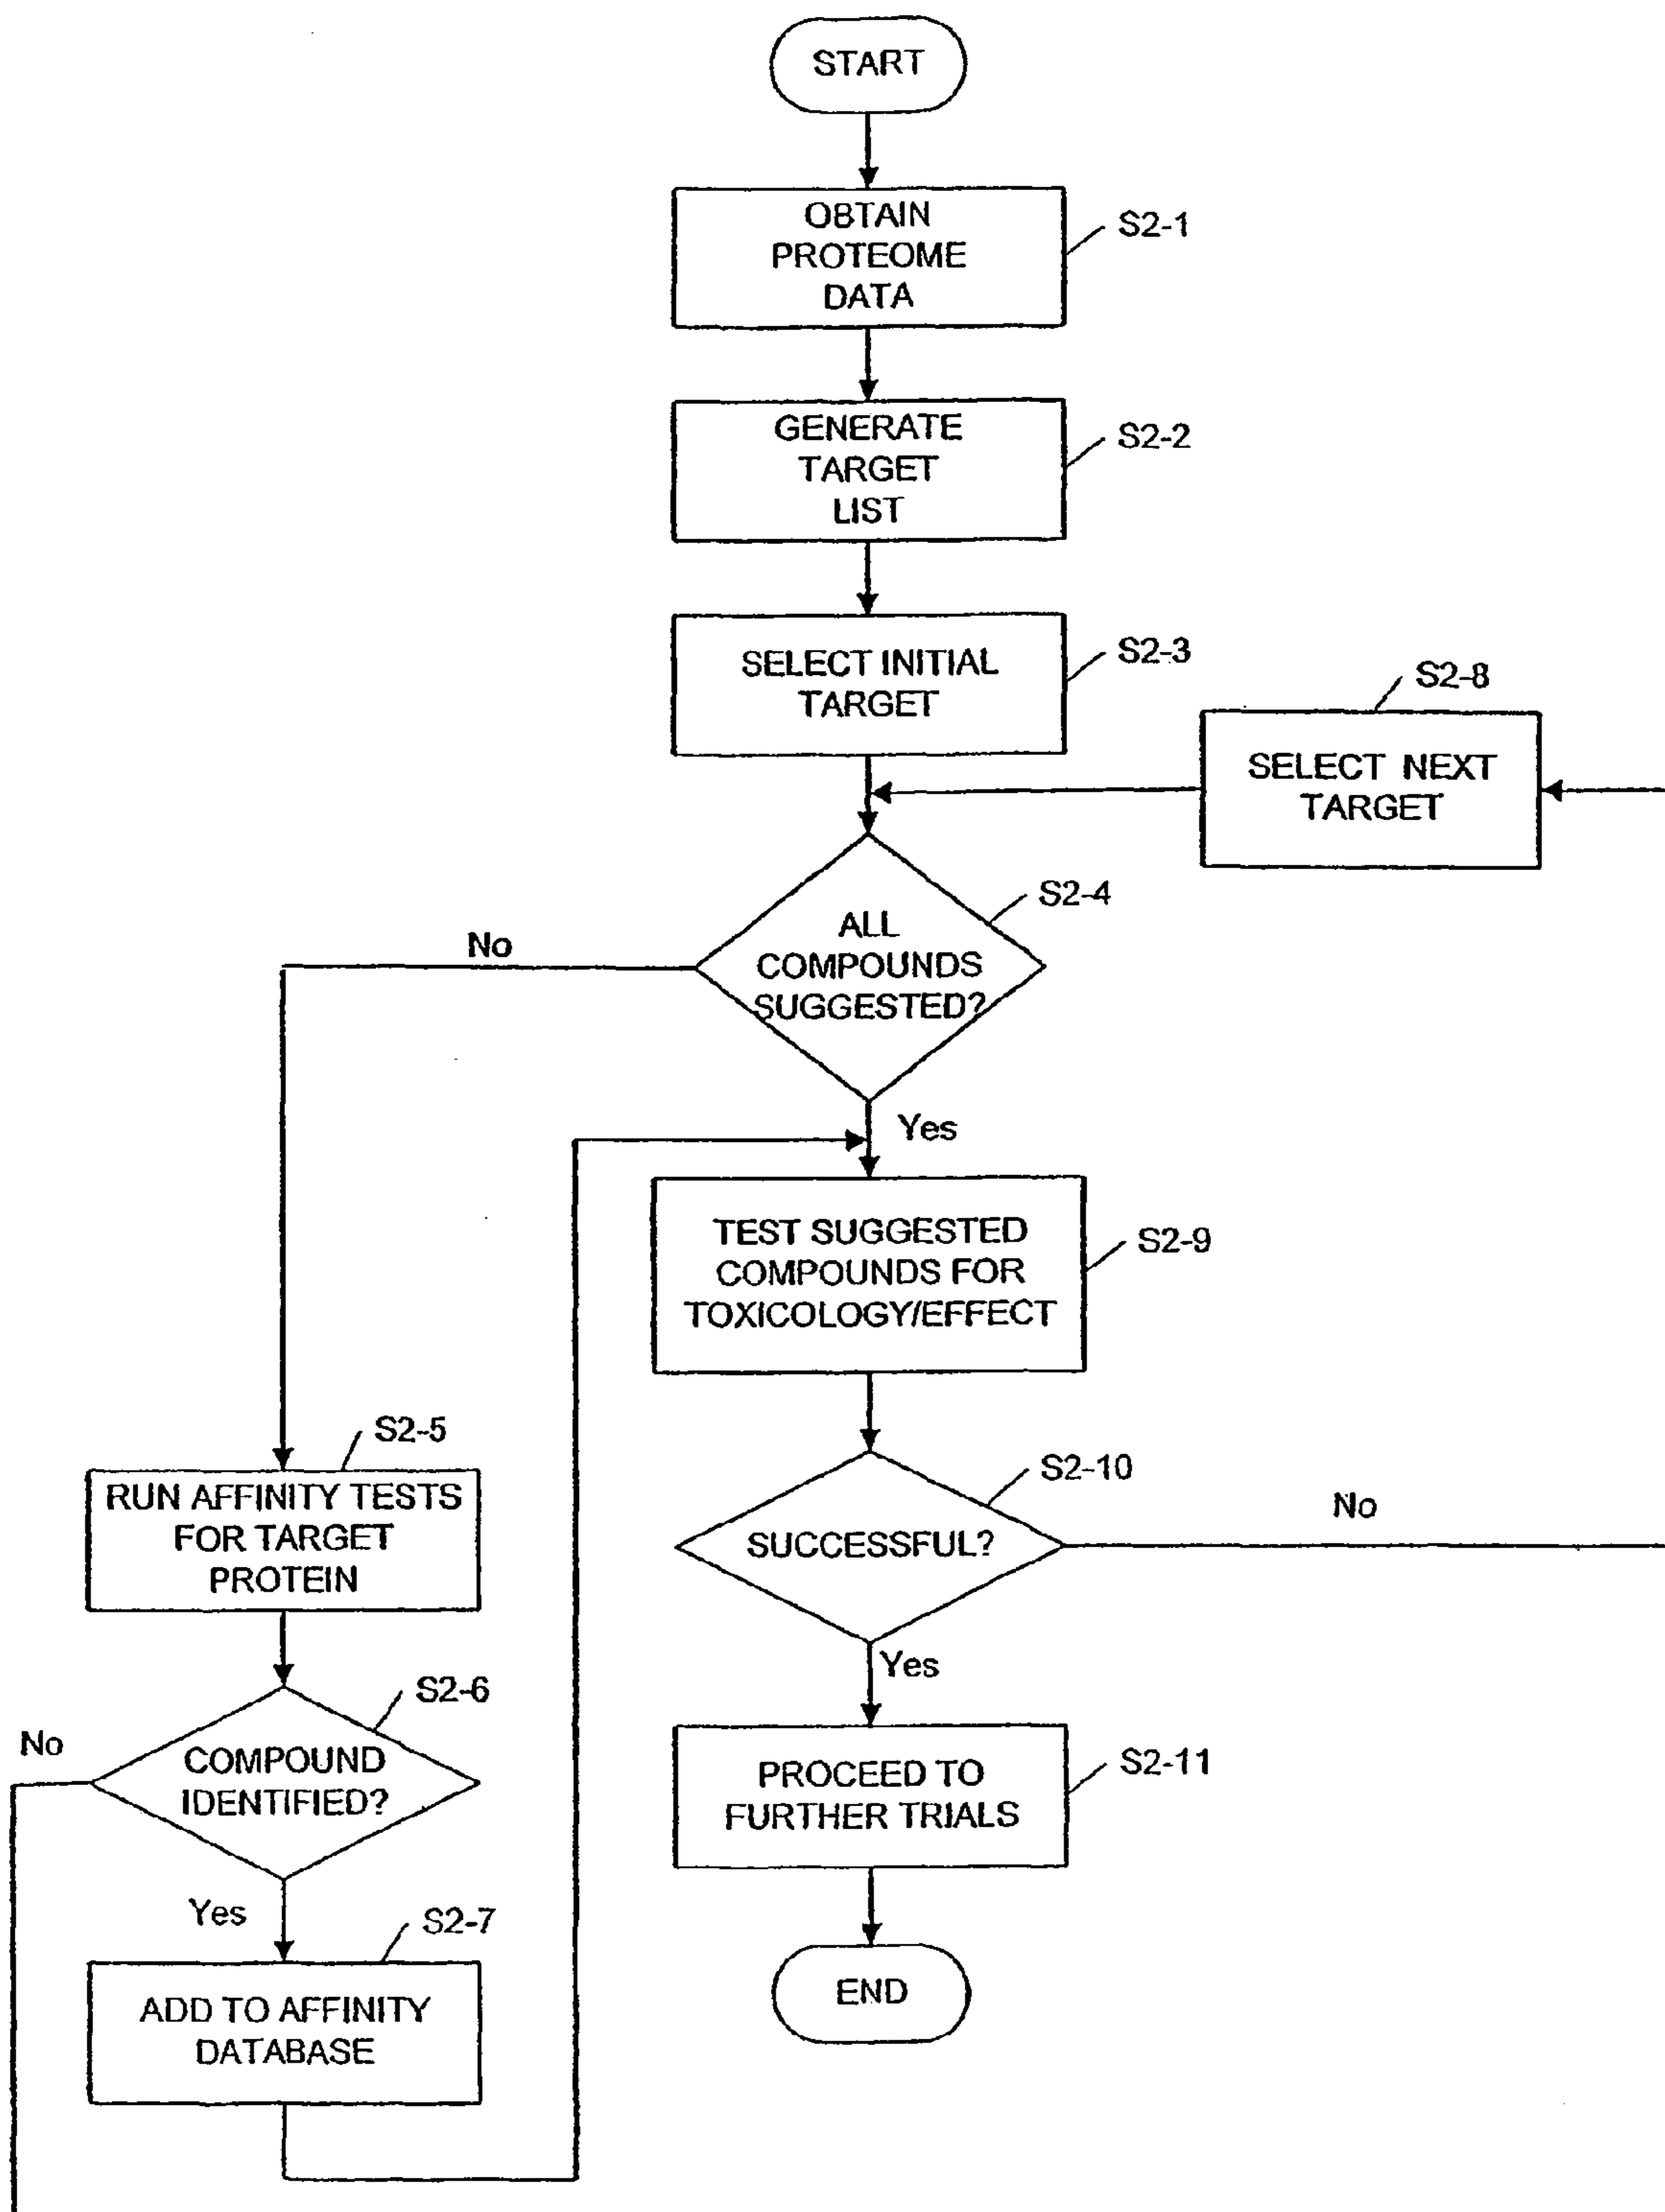 START
OBTAIN
PROTEOME
DATA
S2-1
GENERATE
TARGET
LIST
S2-2
SELECT INITIAL
TARGET
S2-3
SELECT NEXT
TARGET
S2-8
ALL
COMPOUNDS
SUGGESTED?
S2-4
No
Yes
TEST SUGGESTED
COMPOUNDS FOR
TOXICOLOGY/EFFECT
S2-9
S2-5
RUN AFFINITY TESTS
FOR TARGET
PROTEIN
SUCCESSFUL?
S2-10
No
Yes
S2-6
COMPOUND
IDENTIFIED?
No
Yes
PROCEED TO
FURTHER TRIALS
S2-11
S2-7
ADD TO AFFINITY
DATABASE
END